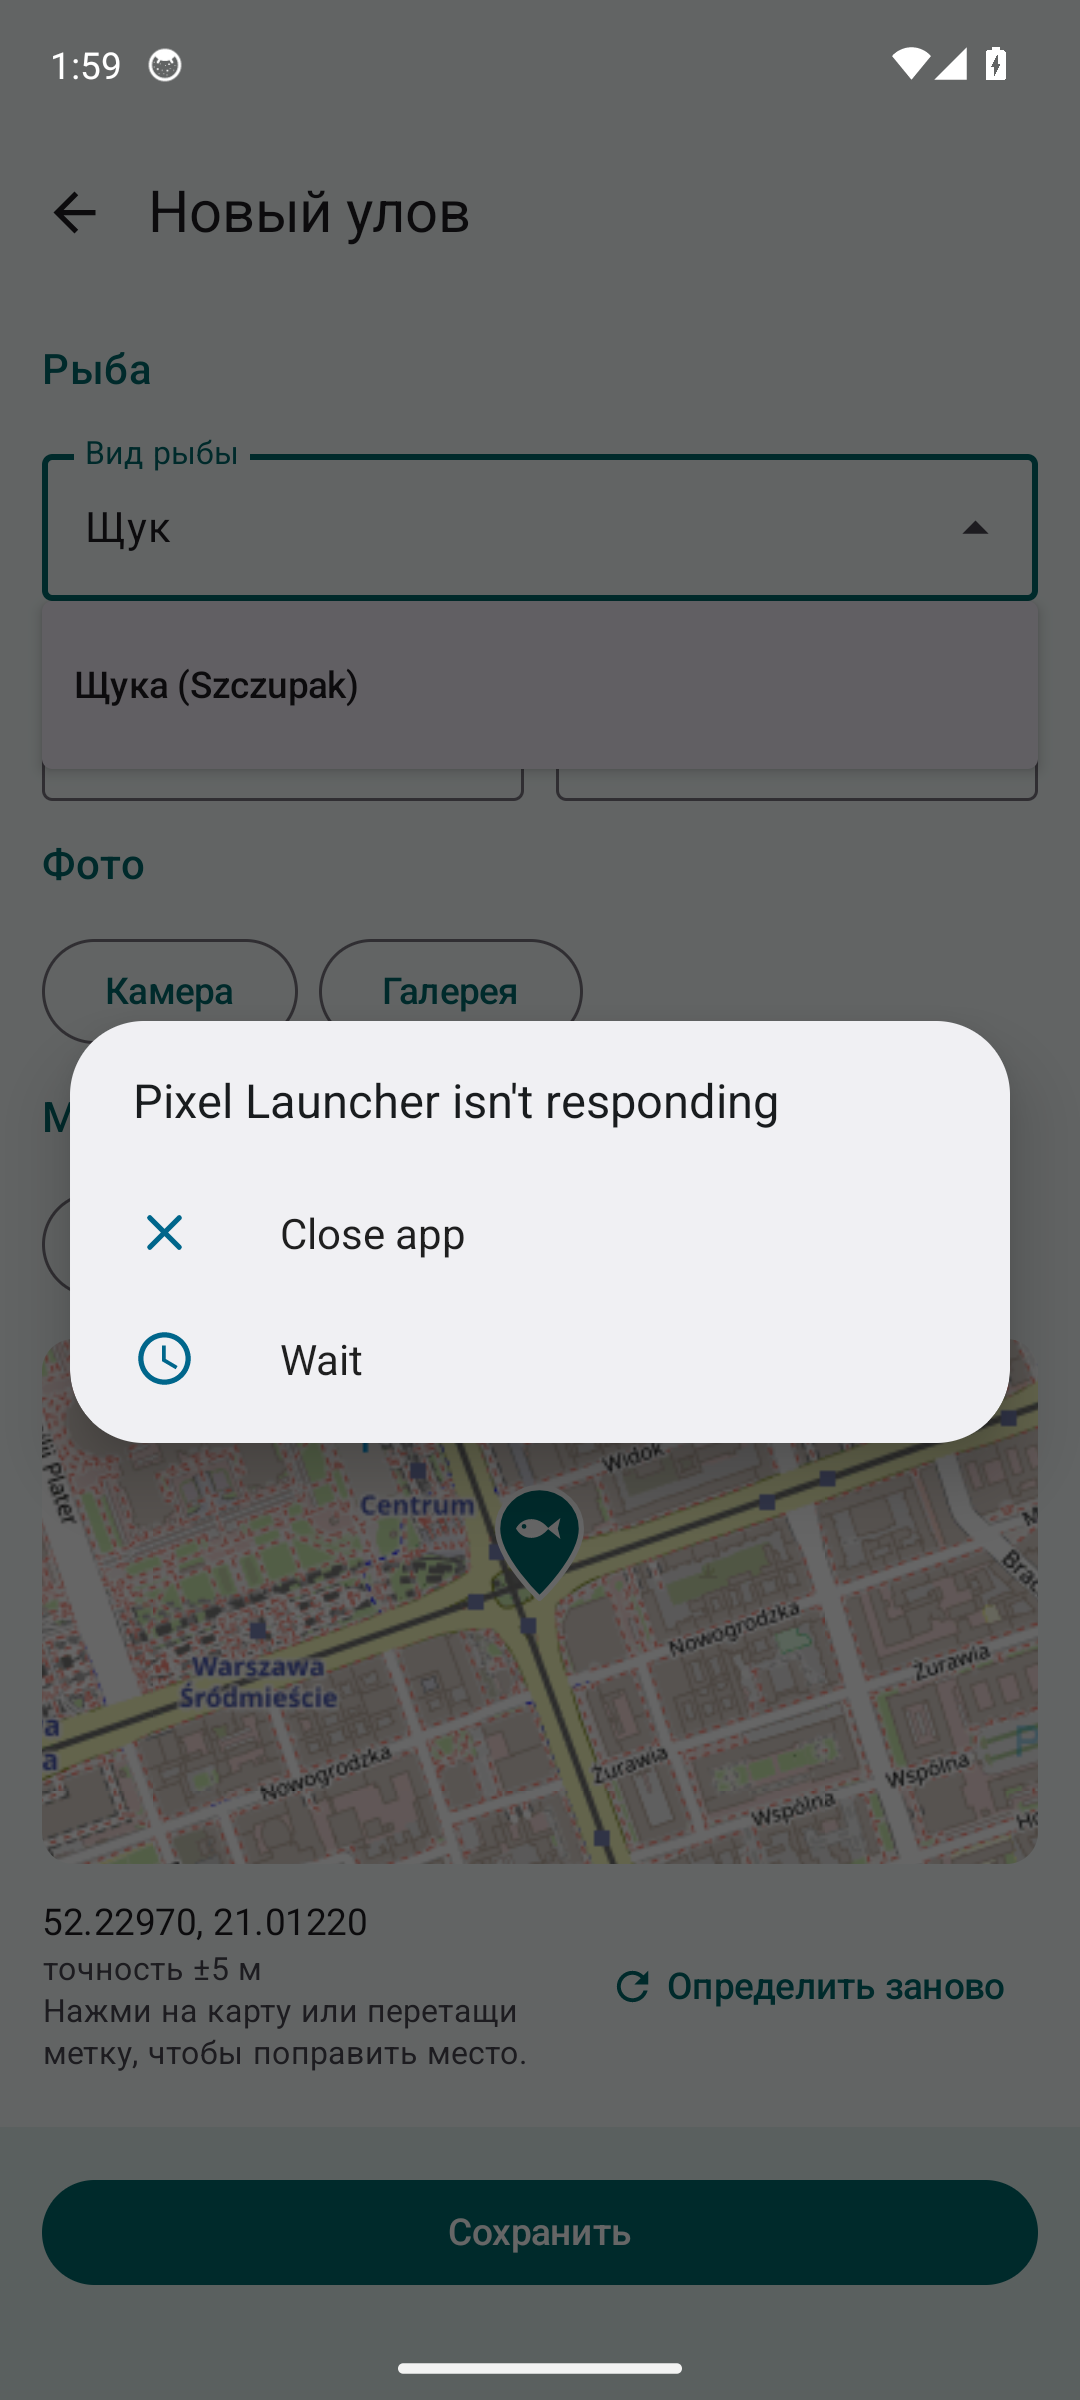 1:59
Новый улов
Рыба
Вид рыбы
Щук
Щука (Szczupak)
Фото
Камера
Галерея
Pixel Launcher isn't responding
Close app
Wait
Widok
Plater
Centrum
Nowogrodzka
Żurawia
Warszawa
Śródmieście
a
a
Nowogrodzka
Żurawia
Wspólna
Wspólna
52.22970, 21.01220
точность ±5 м
Нажми на карту или перетащи
метку, чтобы поправить место.
Определить заново
Сохранить